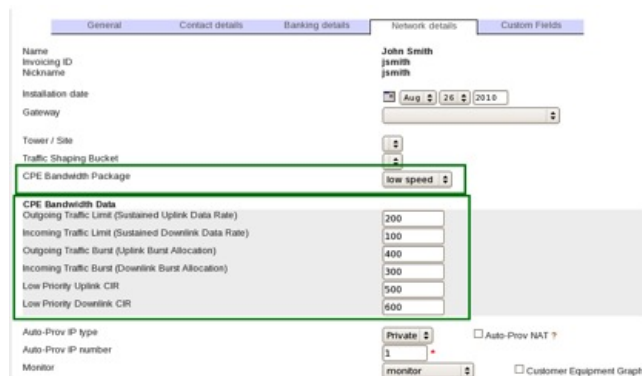 General Contact details Banking details Network details Custom Fields
Name John Smith
Invoicing ID jsmith
Nickname jsmith
Installation date Aug 26 2010
Gateway
Tower / Site
Traffic Shaping Bucket
CPE Bandwidth Package low speed
CPE Bandwidth Data
Outgoing Traffic Limit (Sustained Uplink Data Rate) 200
Incoming Traffic Limit (Sustained Downlink Data Rate) 100
Outgoing Traffic Burst (Uplink Burst Allocation) 400
Incoming Traffic Burst (Downlink Burst Allocation) 300
Low Priority Uplink CIR 500
Low Priority Downlink CIR 600
Auto-Prov IP type Private Auto-Prov NAT ?
Auto-Prov IP number 1 *
Monitor monitor Customer Equipment Graph